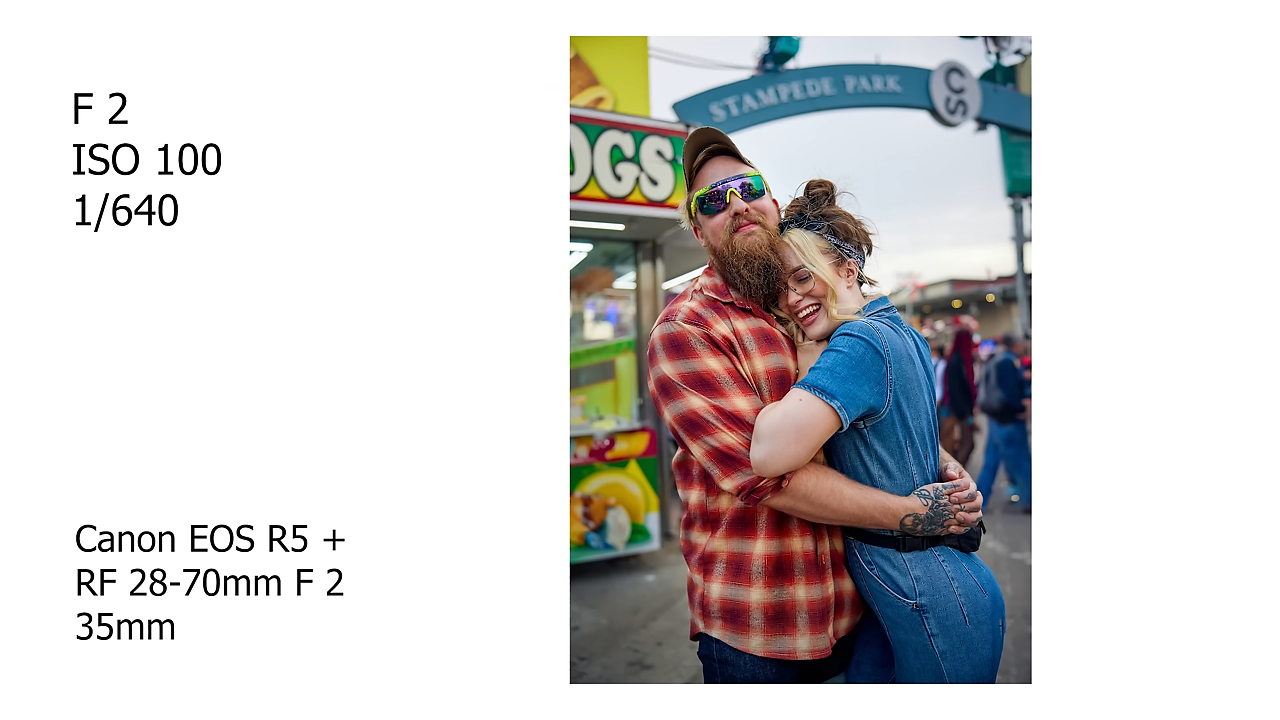 F 2
ISO 100
1/640
Canon EOS R5 +
RF 28-70mm F 2
35mm
STAMPEDE PARK
CS
OGS